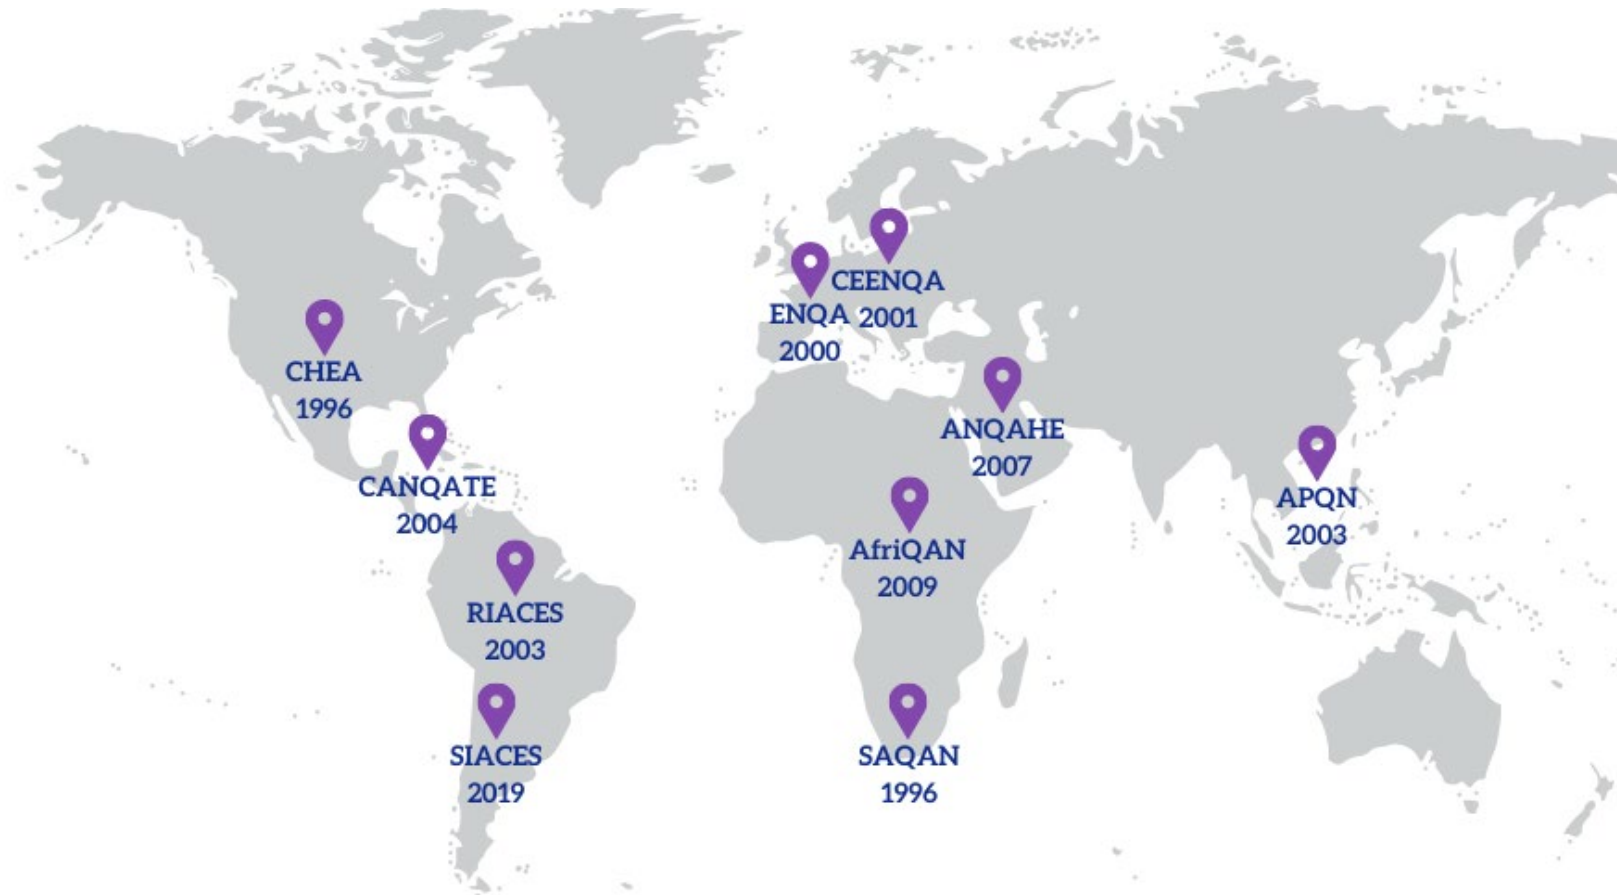 CEENQA
2001
ENQA
2000
CHEA
1996
ANQAHE
2007
CANQATE
2004
APQN
2003
AfriQAN
2009
RIACES
2003
SIACES
2019
SAQAN
1996